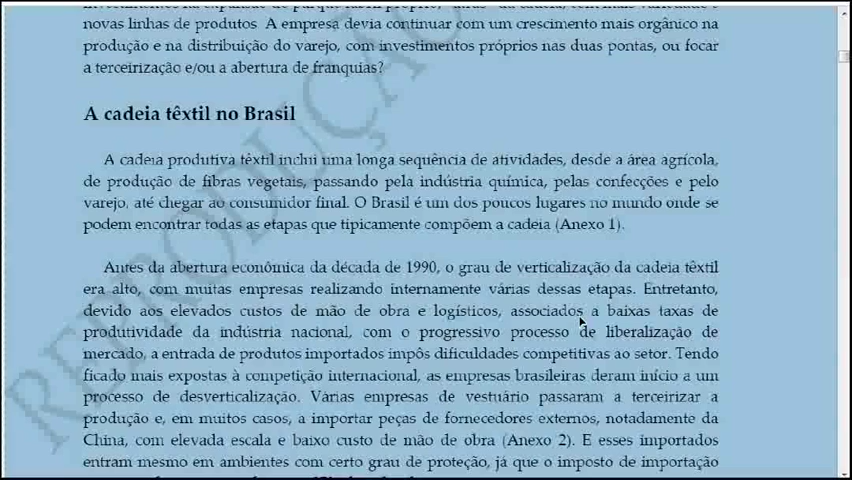 novas linhas de produtos. A empresa devia continuar com um crescimento mais orgânico na
produção e na distribuição do varejo, com investimentos próprios nas duas pontas, ou focar
a terceirização e/ou a abertura de franquias?
A cadeia têxtil no Brasil
A cadeia produtiva têxtil inclui uma longa sequência de atividades, desde a área agrícola,
de produção de fibras vegetais, passando pela indústria química, pelas confecções e pelo
varejo, até chegar ao consumidor final. O Brasil é um dos poucos lugares no mundo onde se
podem encontrar todas as etapas que tipicamente compõem a cadeia (Anexo 1).
Antes da abertura econômica da década de 1990, o grau de verticalização da cadeia têxtil
era alto, com muitas empresas realizando internamente várias dessas etapas. Entretanto,
devido aos elevados custos de mão de obra e logísticos, associados a baixas taxas de
produtividade da indústria nacional, com o progressivo processo de liberalização de
mercado, a entrada de produtos importados impôs dificuldades competitivas ao setor. Tendo
ficado mais expostas à competição internacional, as empresas brasileiras deram início a um
processo de desverticalização. Várias empresas de vestuário passaram a terceirizar a
produção e, em muitos casos, a importar peças de fornecedores externos, notadamente da
China, com elevada escala e baixo custo de mão de obra (Anexo 2). E esses importados
entram mesmo em ambientes com certo grau de proteção, já que o imposto de importação
REPRODUÇÃO